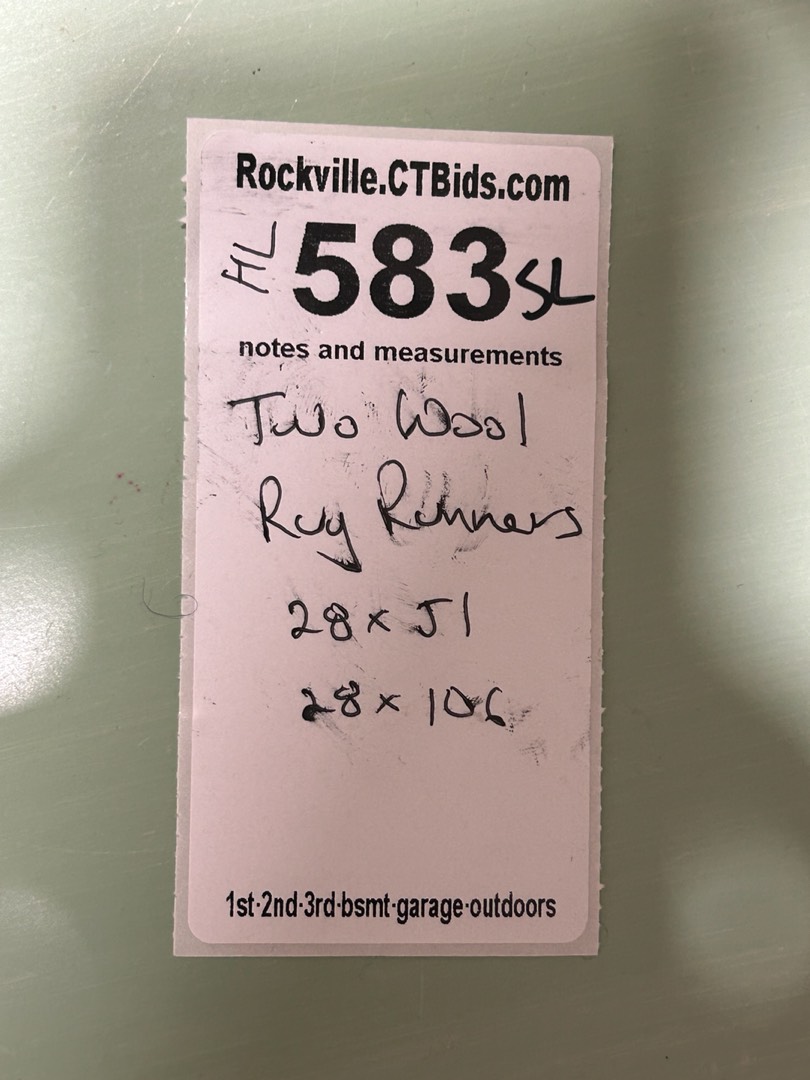 Rockville.CTBids.com
HL 583 SL
notes and measurements
Two Wool
Rug Runners
28 x 51
28 x 106
1st·2nd·3rd·bsmt·garage·outdoors